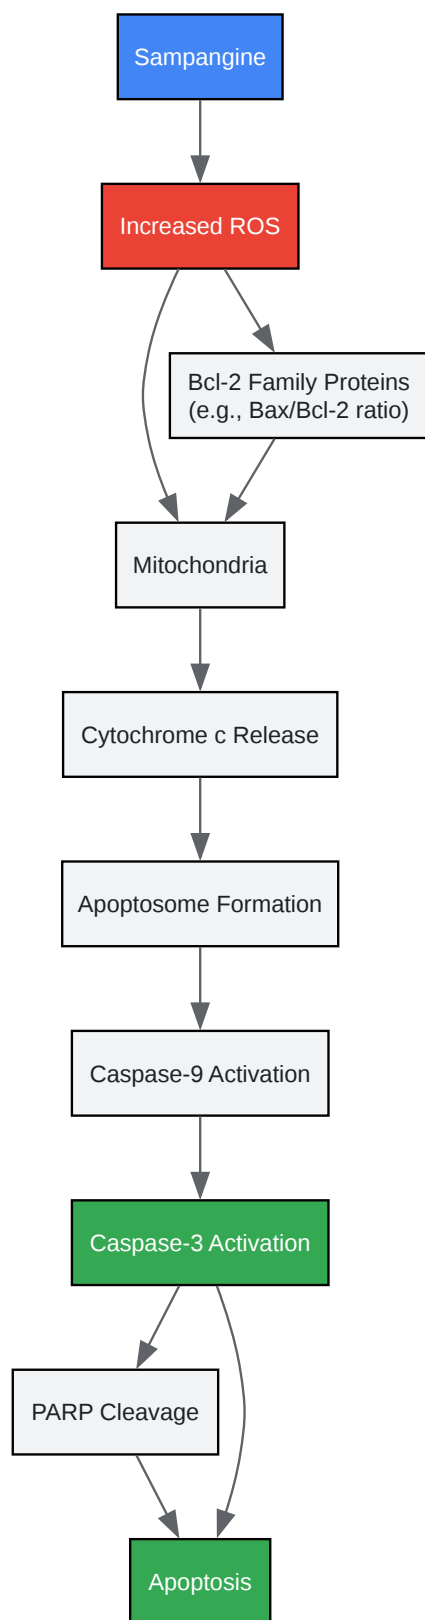 Sampangine
Increased ROS
Bcl-2 Family Proteins
(e.g., Bax/Bcl-2 ratio)
Mitochondria
Cytochrome c Release
Apoptosome Formation
Caspase-9 Activation
Caspase-3 Activation
PARP Cleavage
Apoptosis